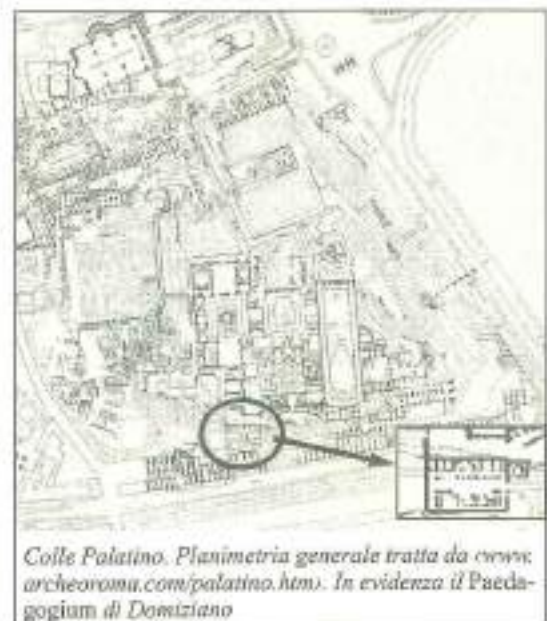 Colle Palatino. Planimetria generale tratta da <www.
archeoroma.com/palatino.htm>. In evidenza il Paeda-
gogium di Domiziano